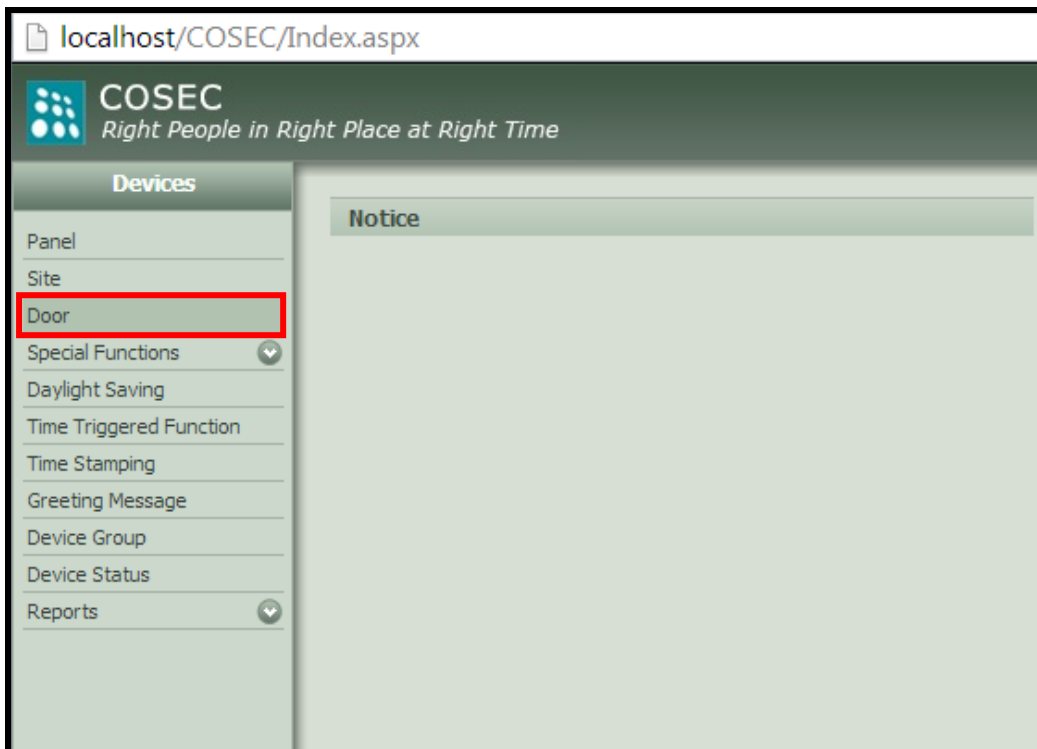 localhost/COSEC/Index.aspx
COSEC
Right People in Right Place at Right Time
Devices
Notice
Panel
Site
Door
Special Functions
Daylight Saving
Time Triggered Function
Time Stamping
Greeting Message
Device Group
Device Status
Reports